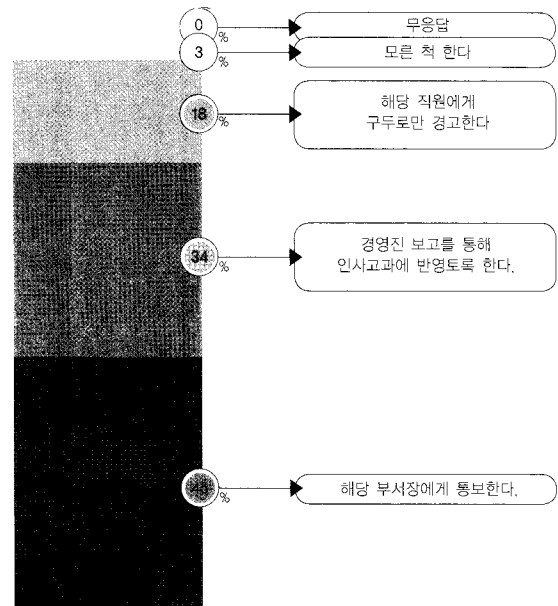 0 % 무응답
3 % 모른 척 한다
18 % 해당 직원에게
구두로만 경고한다
34 % 경영진 보고를 통해
인사고과에 반영토록 한다.
% 해당 부서장에게 통보한다.